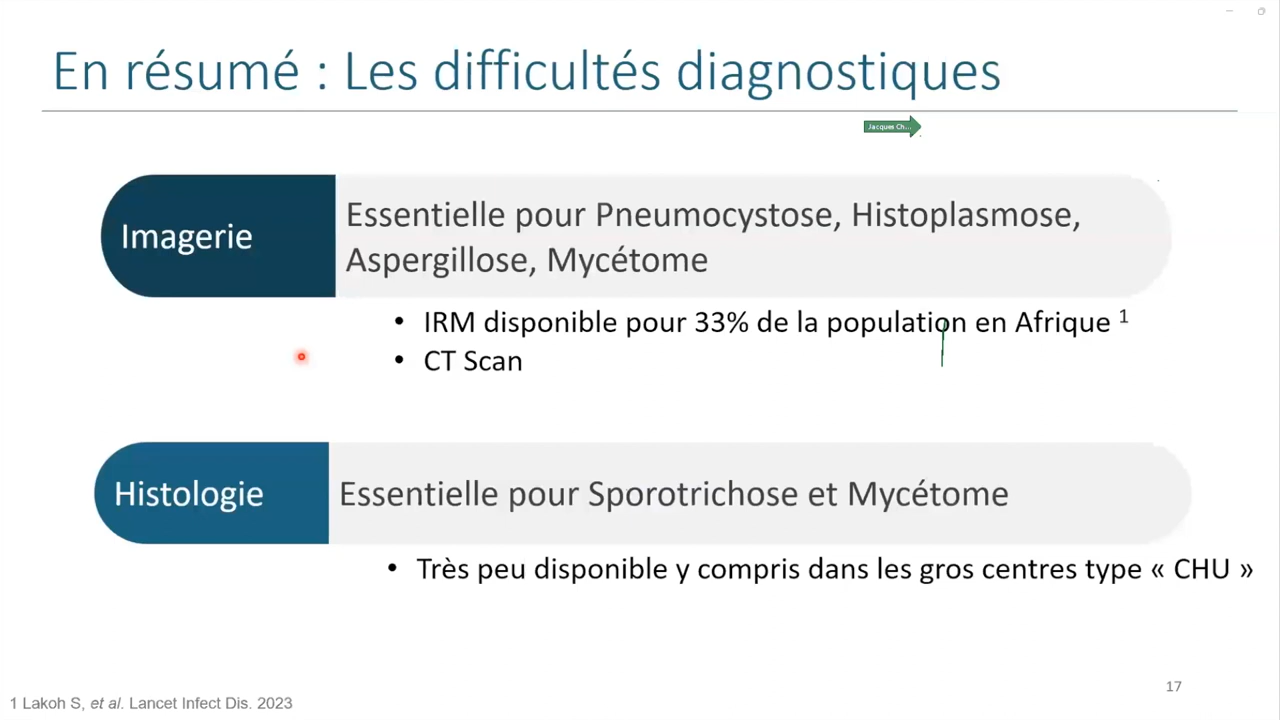 En résumé : Les difficultés diagnostiques
Jacques Ch...
Imagerie
Essentielle pour Pneumocystose, Histoplasmose,
Aspergillose, Mycétome
• IRM disponible pour 33% de la population en Afrique 1
• CT Scan
Histologie
Essentielle pour Sporotrichose et Mycétome
• Très peu disponible y compris dans les gros centres type « CHU »
17
1 Lakoh S, et al. Lancet Infect Dis. 2023